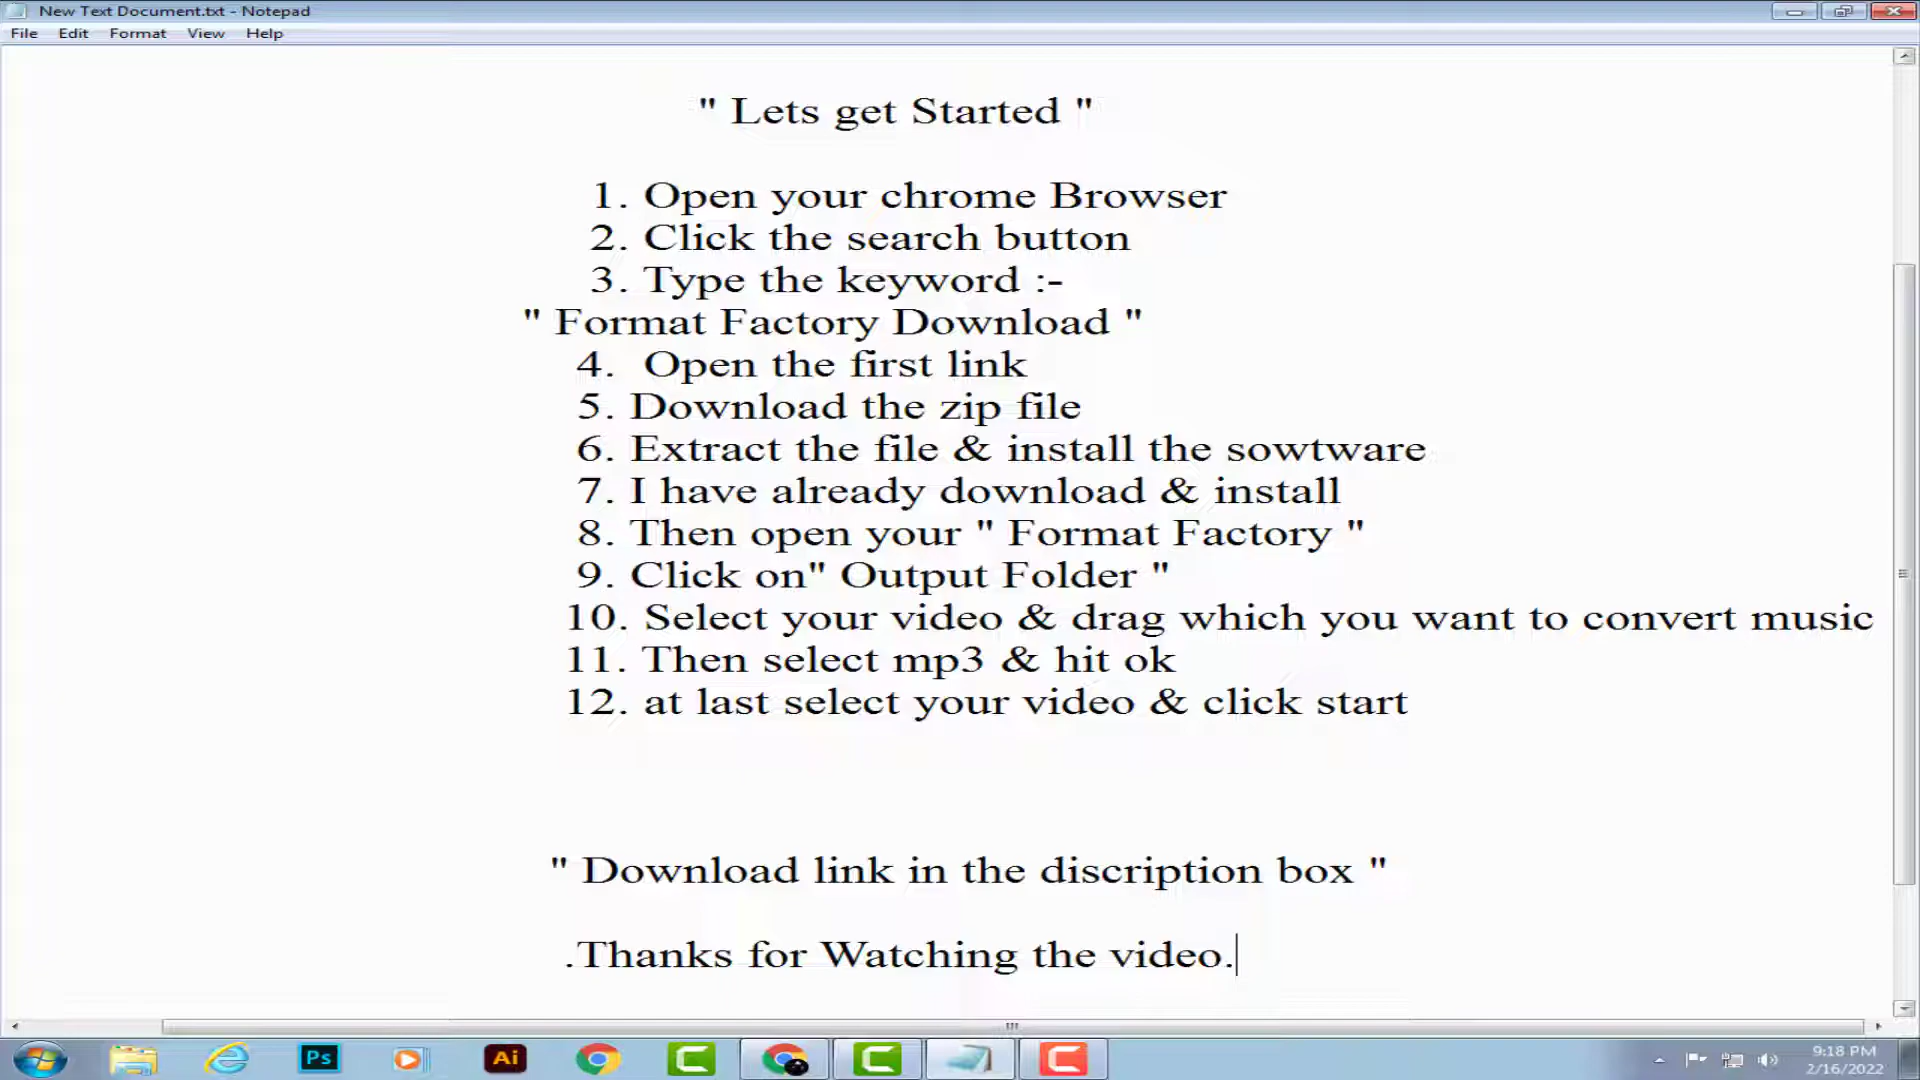 New Text Document.txt - Notepad
File Edit Format View Help
" Lets get Started "
1. Open your chrome Browser
2. Click the search button
3. Type the keyword :-
" Format Factory Download "
4.  Open the first link
5. Download the zip file
6. Extract the file & install the sowtware
7. I have already download & install
8. Then open your " Format Factory "
9. Click on" Output Folder "
10. Select your video & drag which you want to convert music
11. Then select mp3 & hit ok
12. at last select your video & click start
" Download link in the discription box "
.Thanks for Watching the video.
Ps Ai
9:18 PM
2/16/2022